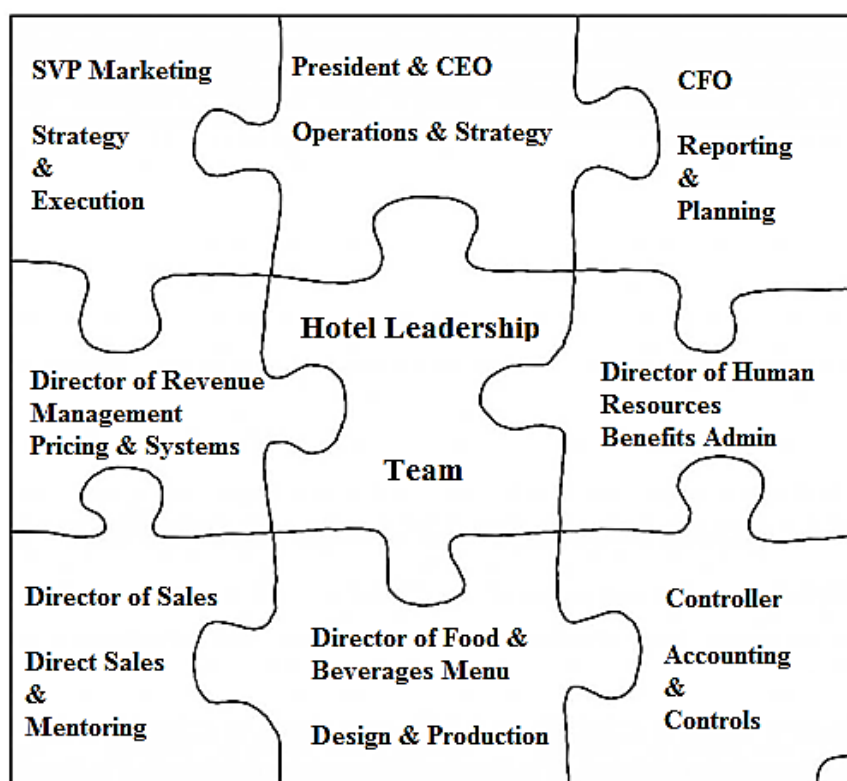 SVP Marketing
Strategy
&
Execution
President & CEO
Operations & Strategy
CFO
Reporting
&
Planning
Director of Revenue
Management
Pricing & Systems
Hotel Leadership
Team
Director of Human
Resources
Benefits Admin
Director of Sales
Direct Sales
&
Mentoring
Director of Food &
Beverages Menu
Design & Production
Controller
Accounting
&
Controls